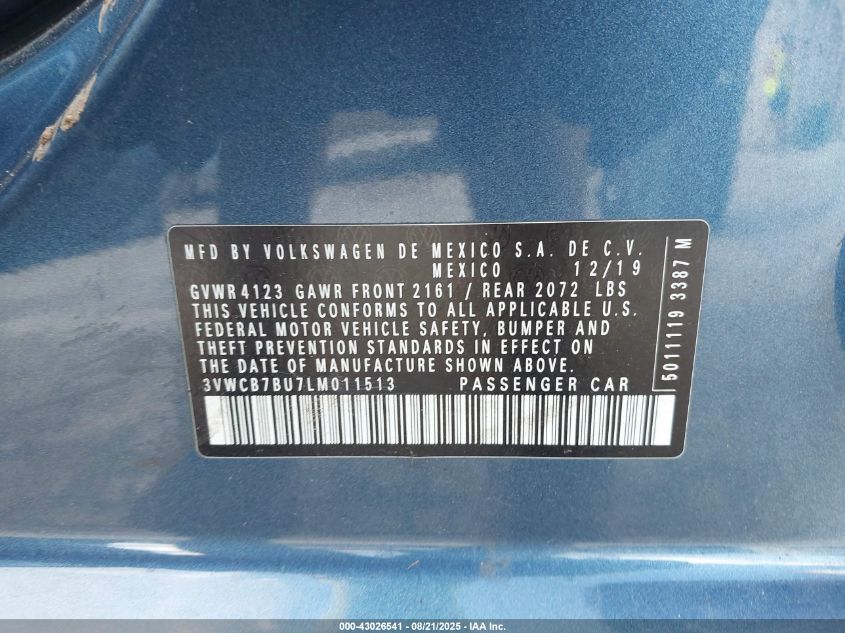 MFD BY VOLKSWAGEN DE MEXICO S.A. DE C.V.
MEXICO 12/19
GVWR 4123 GAWR FRONT 2161 / REAR 2072 LBS
THIS VEHICLE CONFORMS TO ALL APPLICABLE U.S.
FEDERAL MOTOR VEHICLE SAFETY, BUMPER AND
THEFT PREVENTION STANDARDS IN EFFECT ON
THE DATE OF MANUFACTURE SHOWN ABOVE.
3VWCB7BU7LM011513 PASSENGER CAR
5011119 3387 M
000-43026541 - 08/21/2025 - IAA Inc.